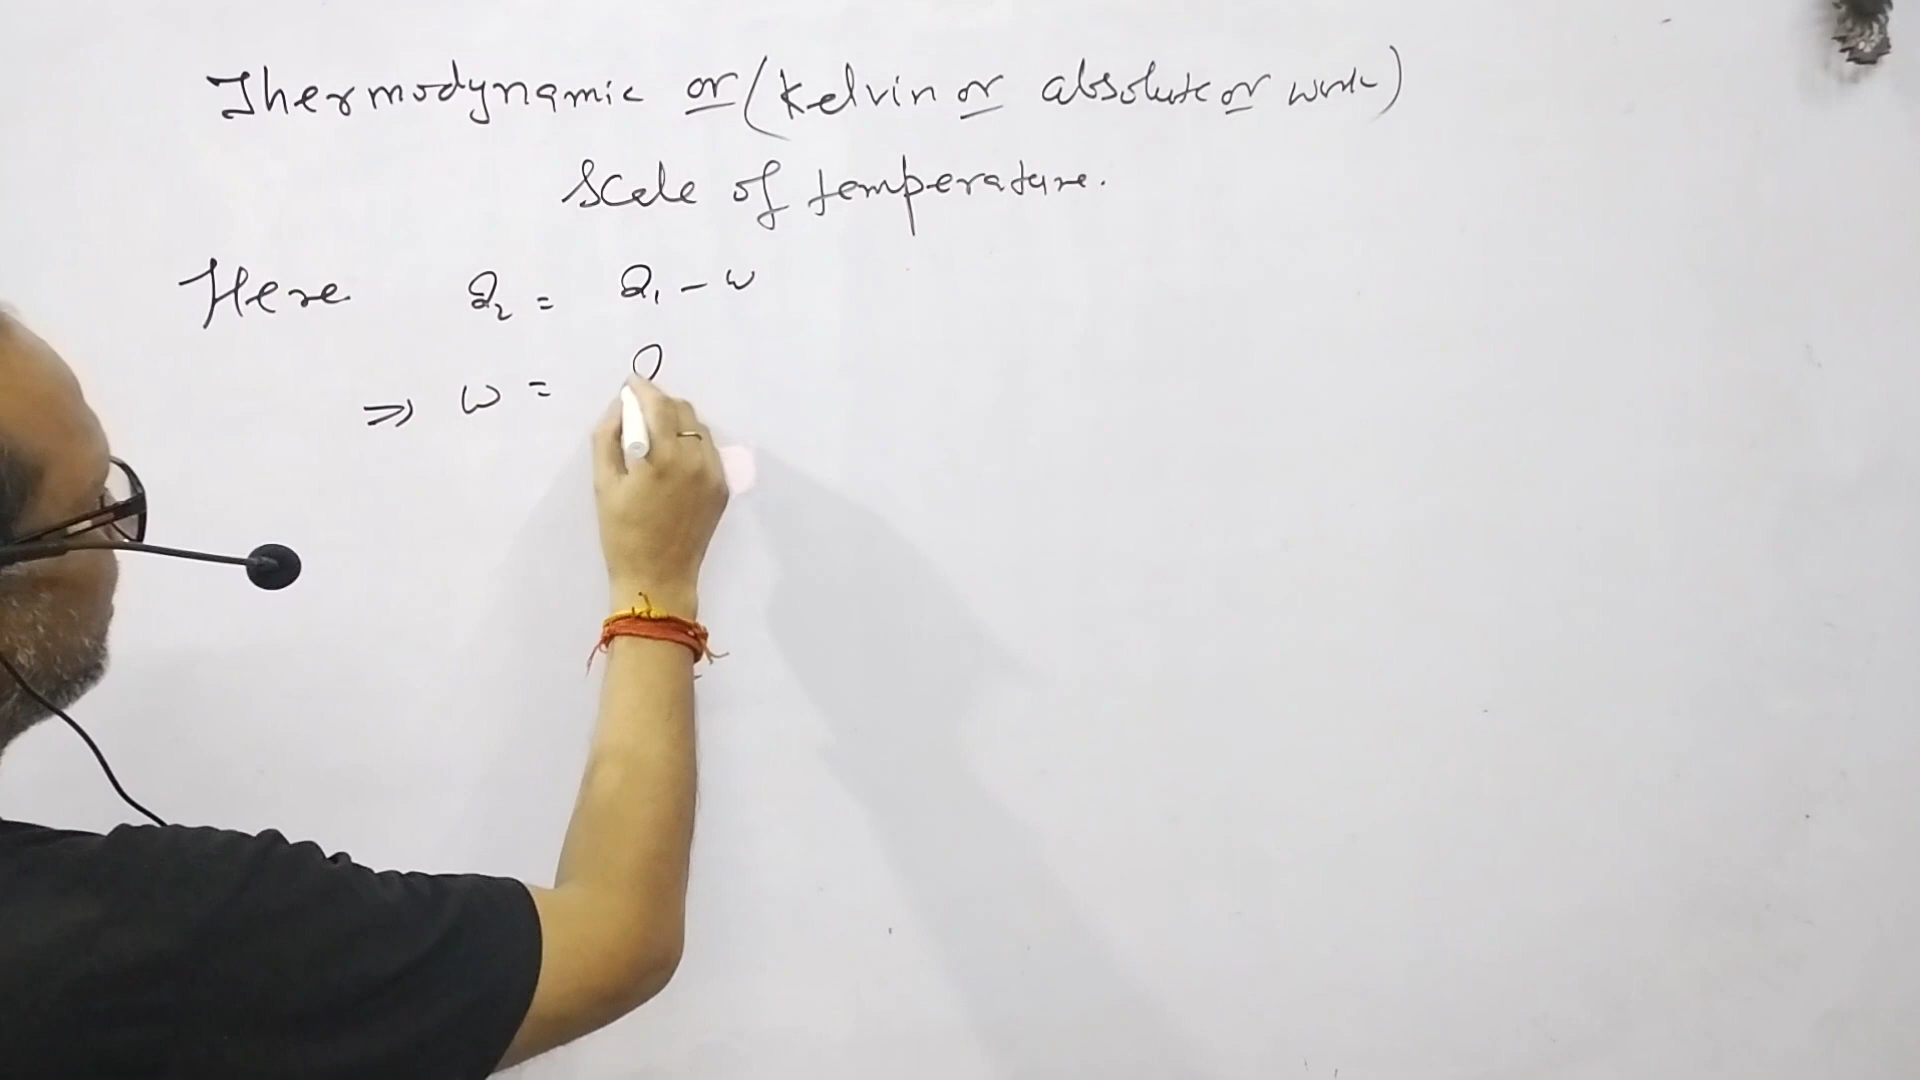 Thermodynamic or (Kelvin or absolute or work)
Scale of temperature.
Here Q₂ = Q₁ - W
⇒ W = Q